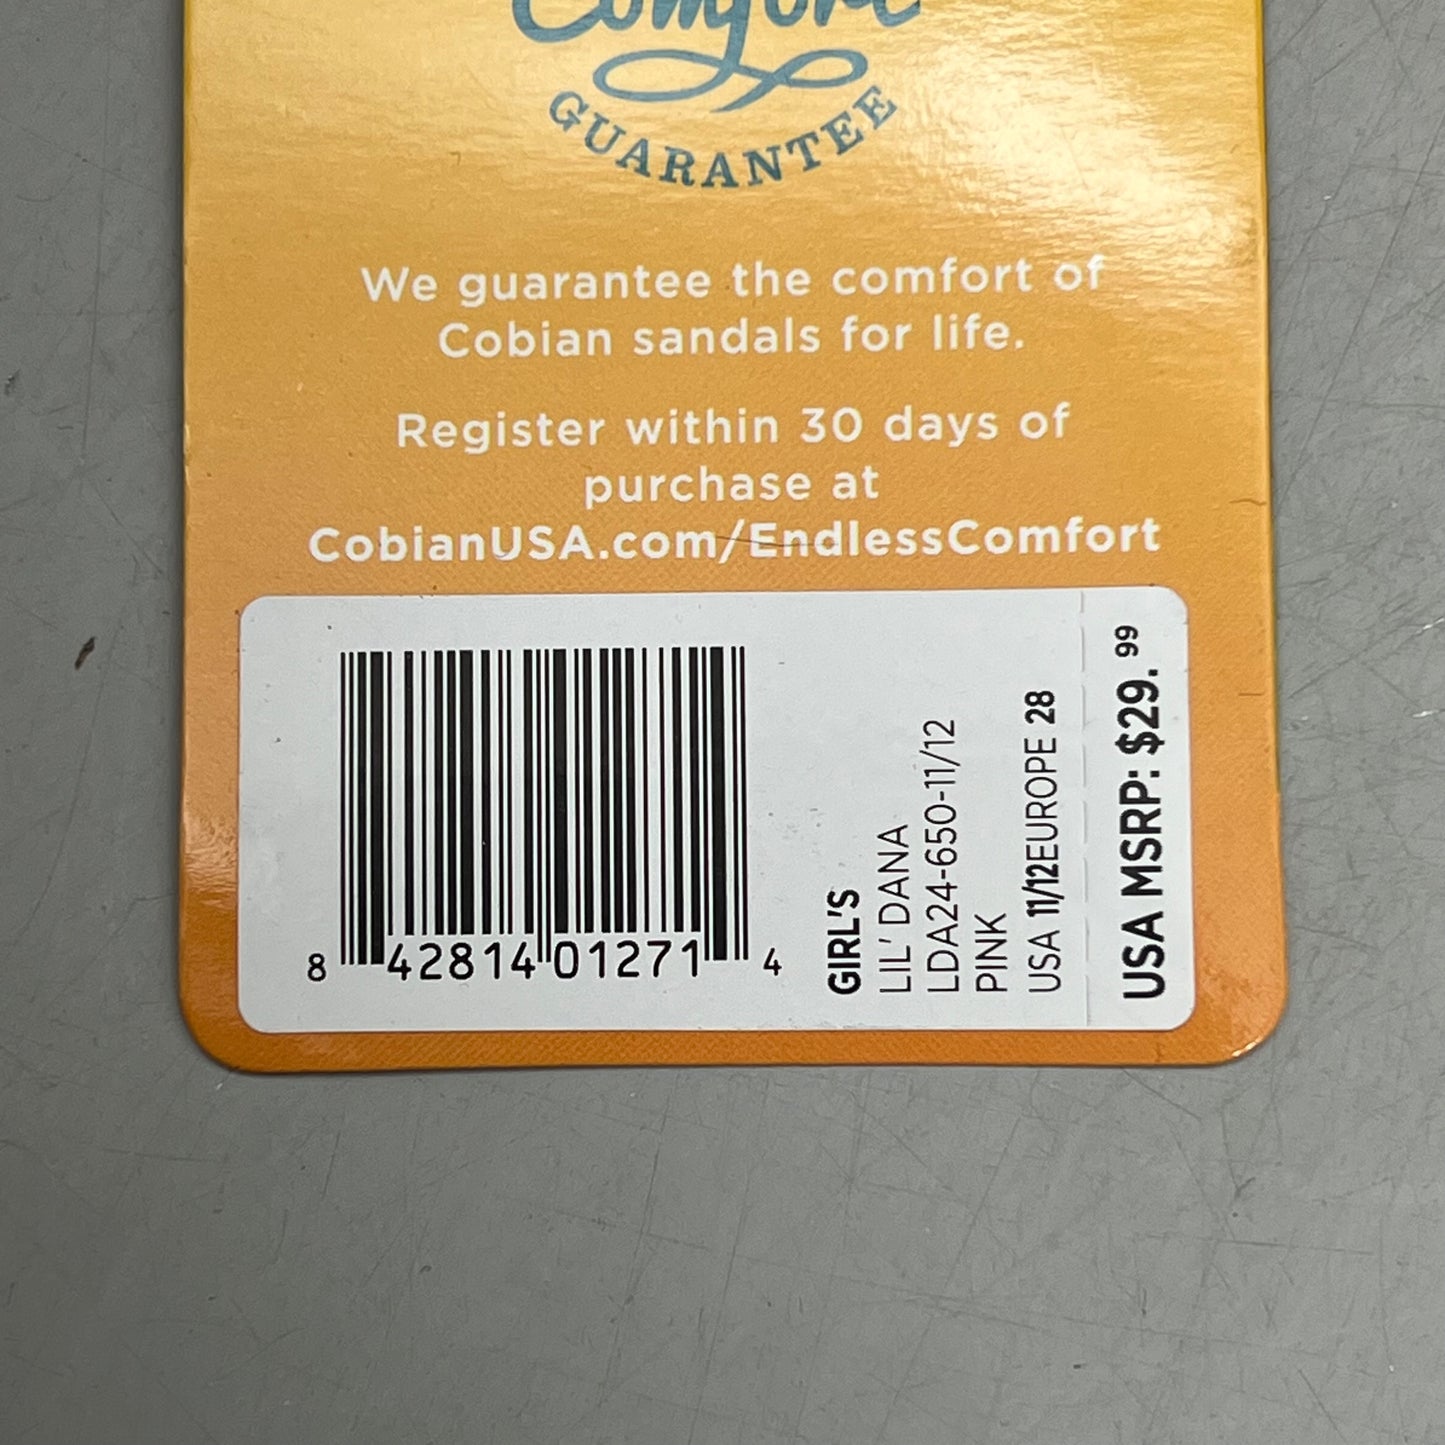 Comfort
GUARANTEE
We guarantee the comfort of
Cobian sandals for life.
Register within 30 days of
purchase at
CobianUSA.com/EndlessComfort
8 42814 01271 4
GIRL'S
LIL' DANA
LDA24-650-11/12
PINK
USA 11/12EUROPE 28
USA MSRP: $29.99